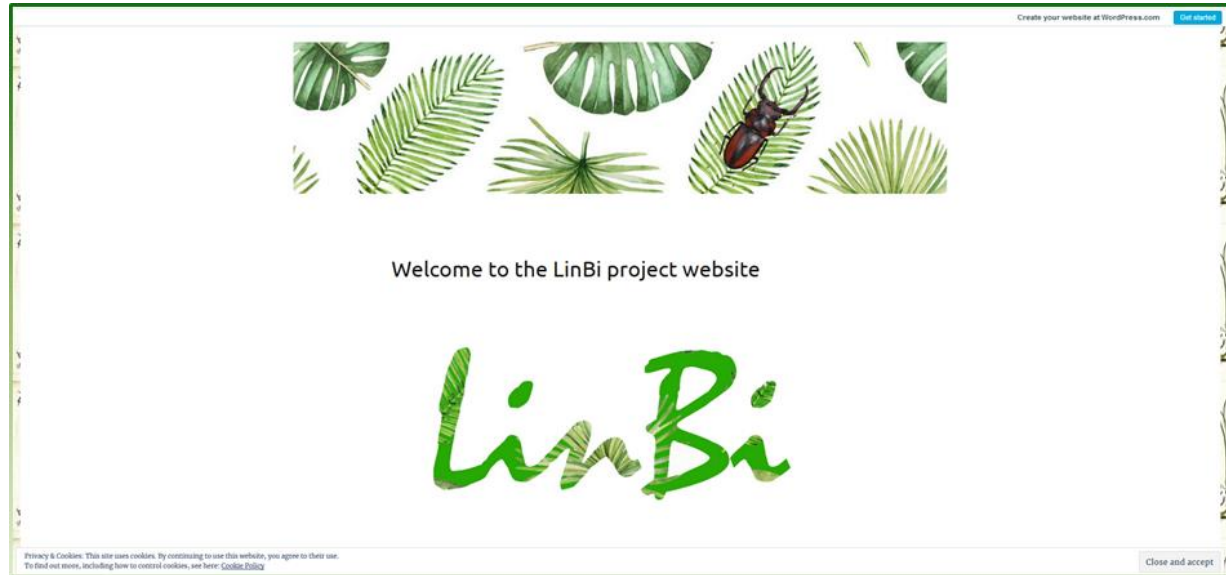 Create your website at WordPress.com
Get started
Welcome to the LinBi project website
LinBi
Privacy & Cookies: This site uses cookies. By continuing to use this website, you agree to their use.
To find out more, including how to control cookies, see here: Cookie Policy
Close and accept